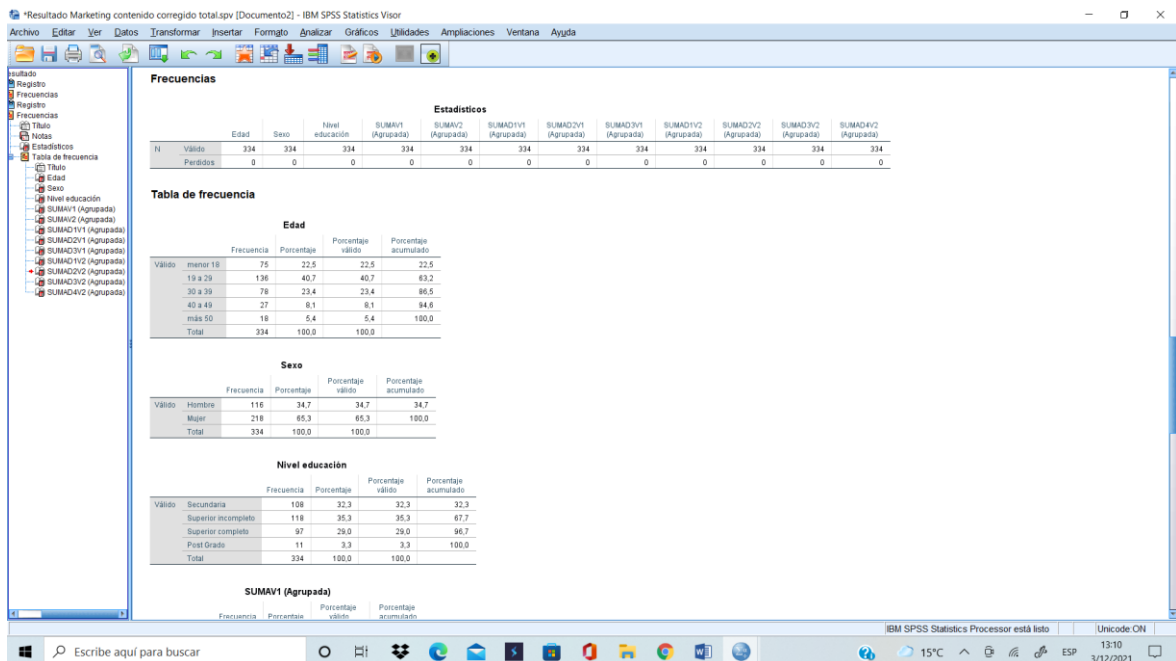 *Resultado Marketing contenido corregido total.spv [Documento2] - IBM SPSS Statistics Visor
Archivo Editar Ver Datos Transformar Insertar Formato Analizar Gráficos Utilidades Ampliaciones Ventana Ayuda
esultado
Registro
Frecuencias
Registro
Frecuencias
Título
Notas
Estadísticos
Tabla de frecuencia
Título
Edad
Sexo
Nivel educación
SUMAV1 (Agrupada)
SUMAV2 (Agrupada)
SUMAD1V1 (Agrupada)
SUMAD2V1 (Agrupada)
SUMAD3V1 (Agrupada)
SUMAD1V2 (Agrupada)
SUMAD2V2 (Agrupada)
SUMAD3V2 (Agrupada)
SUMAD4V2 (Agrupada)
Frecuencias
Estadísticos
Edad Sexo Nivel educación SUMAV1 (Agrupada) SUMAV2 (Agrupada) SUMAD1V1 (Agrupada) SUMAD2V1 (Agrupada) SUMAD3V1 (Agrupada) SUMAD1V2 (Agrupada) SUMAD2V2 (Agrupada) SUMAD3V2 (Agrupada) SUMAD4V2 (Agrupada)
N Válido 334 334 334 334 334 334 334 334 334 334 334 334
Perdidos 0 0 0 0 0 0 0 0 0 0 0 0
Tabla de frecuencia
Edad
Frecuencia Porcentaje Porcentaje válido Porcentaje acumulado
Válido menor 18 75 22,5 22,5 22,5
19 a 29 136 40,7 40,7 63,2
30 a 39 78 23,4 23,4 86,5
40 a 49 27 8,1 8,1 94,6
más 50 18 5,4 5,4 100,0
Total 334 100,0 100,0
Sexo
Frecuencia Porcentaje Porcentaje válido Porcentaje acumulado
Válido Hombre 116 34,7 34,7 34,7
Mujer 218 65,3 65,3 100,0
Total 334 100,0 100,0
Nivel educación
Frecuencia Porcentaje Porcentaje válido Porcentaje acumulado
Válido Secundaria 108 32,3 32,3 32,3
Superior incompleto 118 35,3 35,3 67,7
Superior completo 97 29,0 29,0 96,7
Post Grado 11 3,3 3,3 100,0
Total 334 100,0 100,0
SUMAV1 (Agrupada)
Frecuencia Porcentaje Porcentaje válido Porcentaje acumulado
IBM SPSS Statistics Processor está listo Unicode:ON
Escribe aquí para buscar
15°C ESP 13:10
3/12/2021